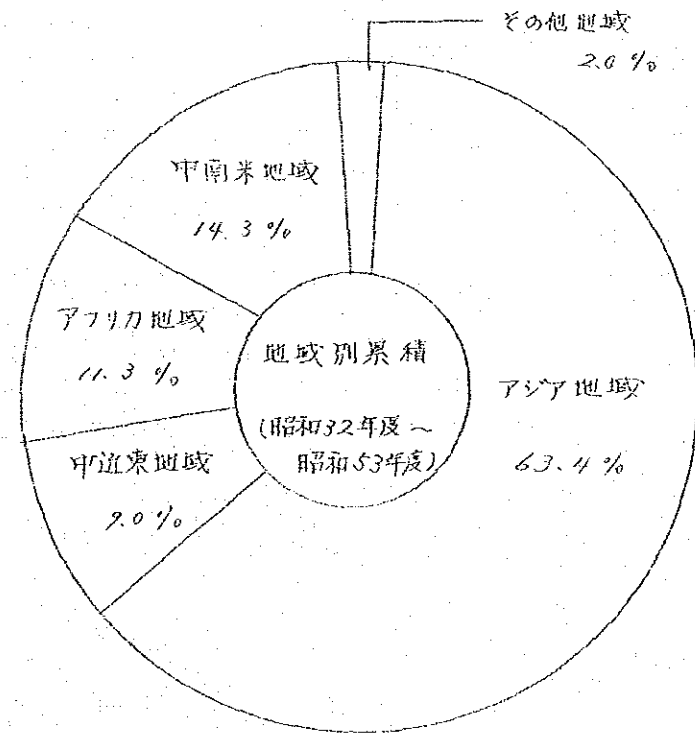 その他地域
2.0 %
中南米地域
14.3 %
アフリカ地域
11.3 %
中近東地域
9.0 %
地域別累積
(昭和32年度～
昭和53年度)
アジア地域
63.4 %